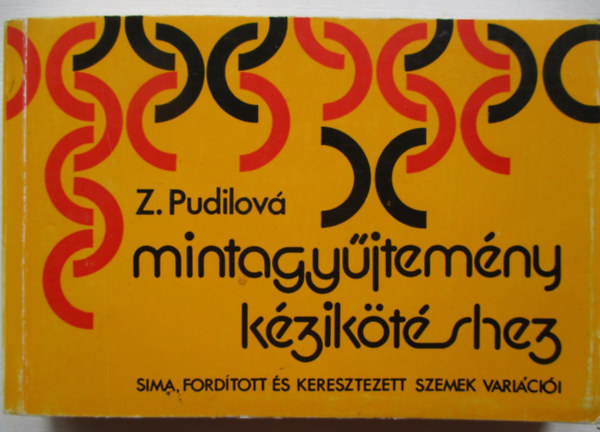 Z. Pudilová
mintagyűjtemény
kézikötéshez
SIMA, FORDÍTOTT ÉS KERESZTEZETT SZEMEK VARIÁCIÓI